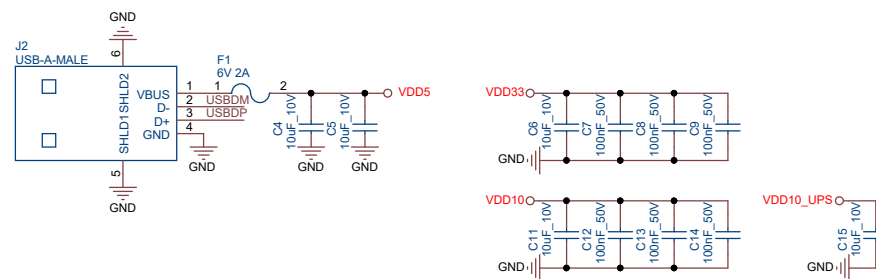 GND
J2
USB-A-MALE
6
SHLD1SHLD2
VBUS
D-
D+
GND
1
2
3
4
5
GND
USBDM
USBDP
GND
F1
6V 2A
1
2
C4
10uF_10V
C5
10uF_10V
GND
GND
VDD5
VDD33
C6
10uF_10V
C7
100nF_50V
C8
100nF_50V
C9
100nF_50V
GND
VDD10
C11
10uF_10V
C12
100nF_50V
C13
100nF_50V
C14
100nF_50V
GND
VDD10_UPS
C15
10uF_10V
GND